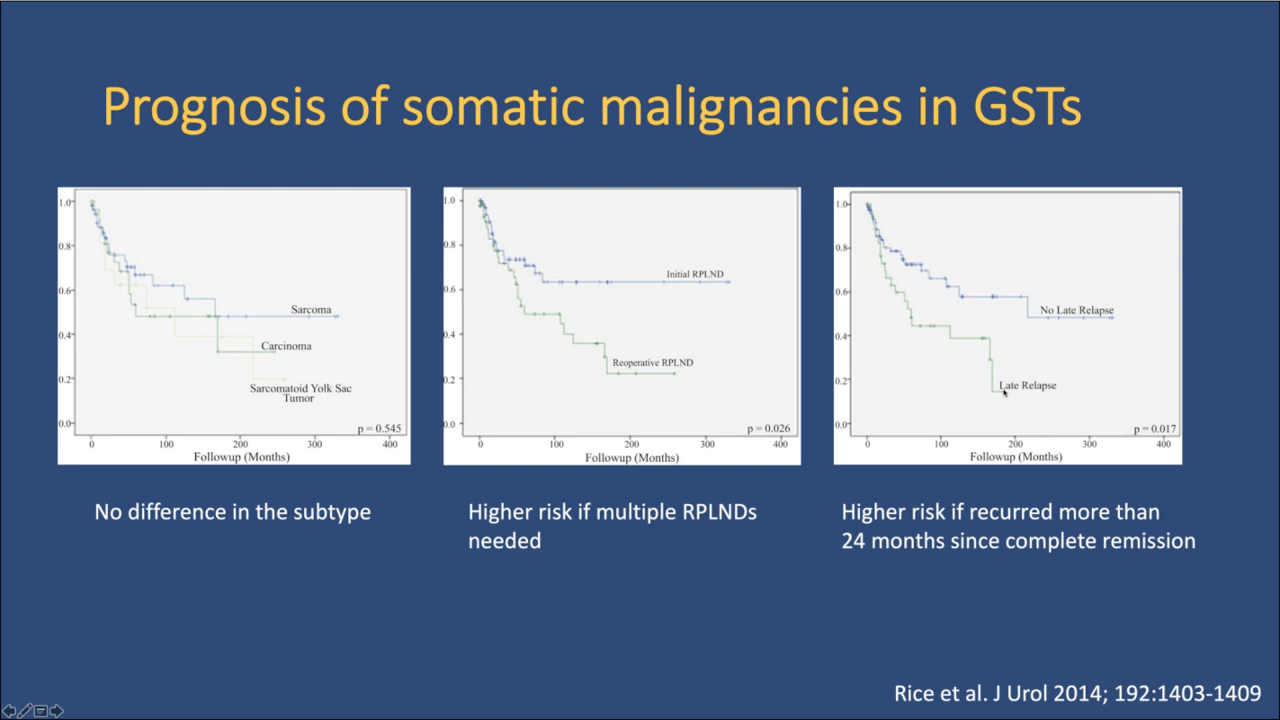 Prognosis of somatic malignancies in GSTs
1.0
0.8
0.6
0.4
0.2
0.0
Sarcoma
Carcinoma
Sarcomatoid Yolk Sac
Tumor
p = 0.545
0 100 200 300 400
Followup (Months)
1.0
0.8
0.6
0.4
0.2
0.0
Initial RPLND
Reoperative RPLND
p = 0.026
0 100 200 300 400
Followup (Months)
1.0
0.8
0.6
0.4
0.2
0.0
No Late Relapse
Late Relapse
p = 0.017
0 100 200 300 400
Followup (Months)
No difference in the subtype
Higher risk if multiple RPLNDs
needed
Higher risk if recurred more than
24 months since complete remission
Rice et al. J Urol 2014; 192:1403-1409